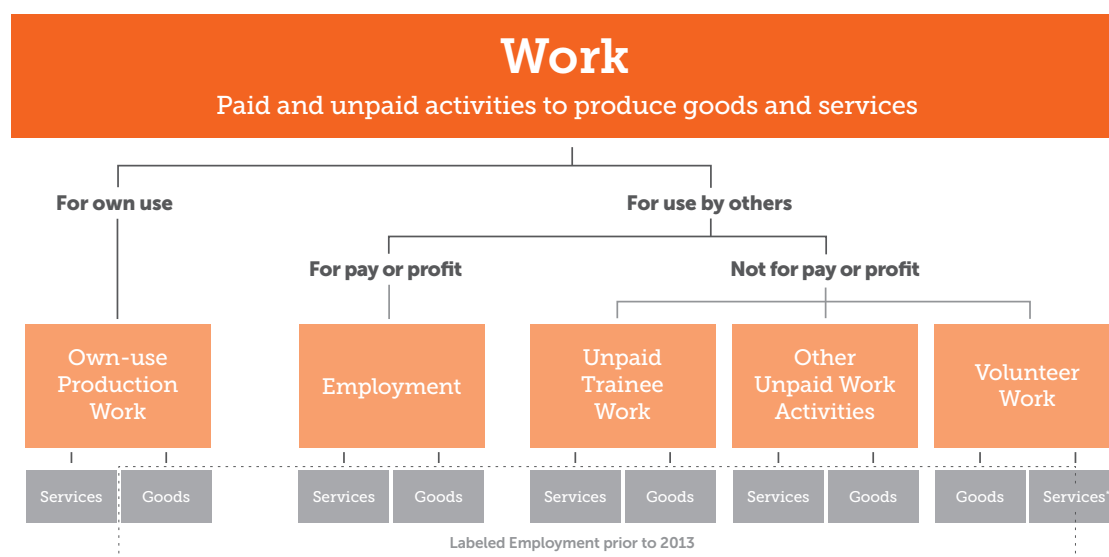 Work
Paid and unpaid activities to produce goods and services
For own use
For use by others
For pay or profit
Not for pay or profit
Own-use
Production
Work
Employment
Unpaid
Trainee
Work
Other
Unpaid Work
Activities
Volunteer
Work
Services
Goods
Services
Goods
Services
Goods
Services
Goods
Goods
Services*
Labeled Employment prior to 2013